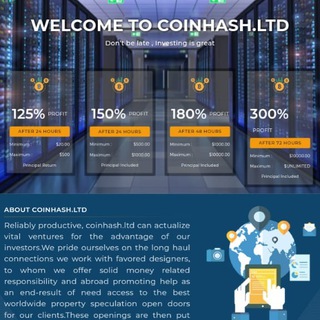 WELCOME TO COINHASH.LTD
Don't be late , Investing is great
125% PROFIT
AFTER 24 HOURS
Minimum : $20.00
Maximum : $500
Principal Return
150% PROFIT
AFTER 24 HOURS
Minimum : $500.00
Maximum : $1000.00
Principal Included
180% PROFIT
AFTER 48 HOURS
Minimum : $1000.00
Maximum : $10000.00
Principal Included
300%
PROFIT
AFTER 72 HOURS
Minimum : $10000.00
Maximum : $UNLIMITED
Principal Included
ABOUT COINHASH.LTD
Reliably productive, coinhash.ltd can actualize
vital ventures for the advantage of our
investors.We pride ourselves on the long haul
connections we work with favored designers,
to whom we offer solid money related
responsibility and abroad promoting help as
an end-result of need access to the best
worldwide property speculation open doors
for our clients.These openings are then put